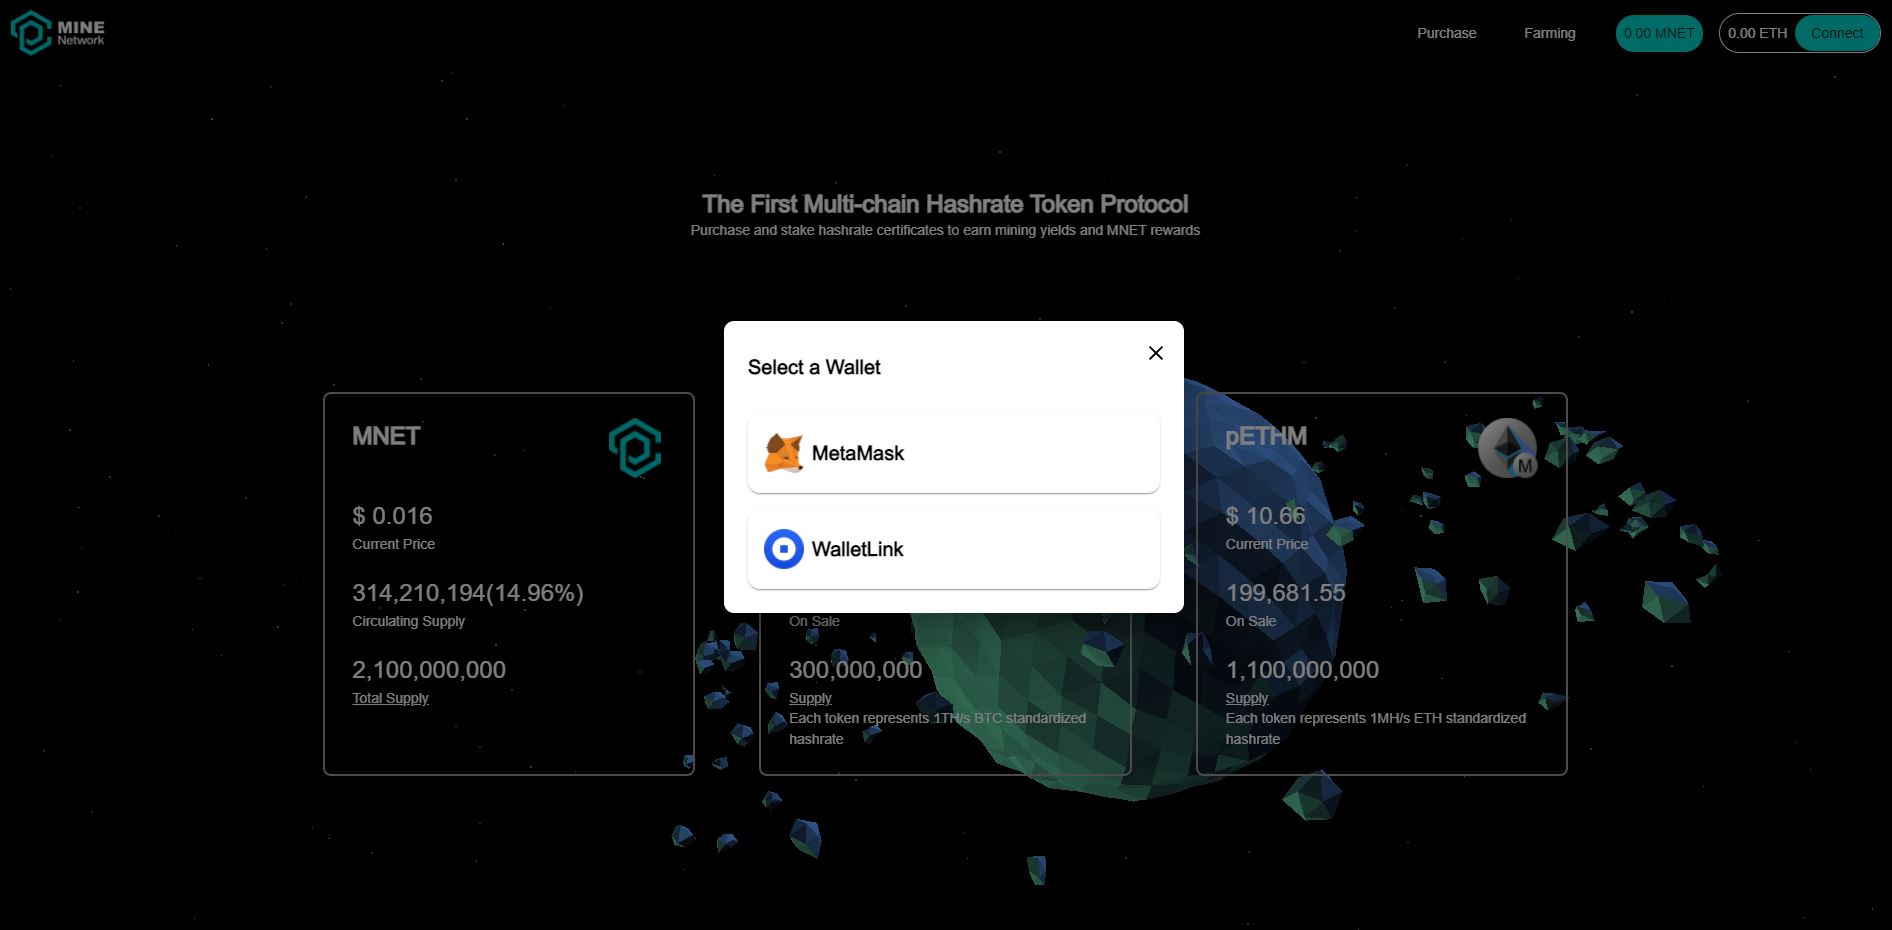 MINE
Network
Purchase
Farming
0.00 MNET
0.00 ETH
Connect
The First Multi-chain Hashrate Token Protocol
Purchase and stake hashrate certificates to earn mining yields and MNET rewards
Select a Wallet
MetaMask
WalletLink
MNET
$ 0.016
Current Price
314,210,194(14.96%)
Circulating Supply
2,100,000,000
Total Supply
On Sale
300,000,000
Supply
Each token represents 1TH/s BTC standardized
hashrate
pETHM
M
$ 10.66
Current Price
199,681.55
On Sale
1,100,000,000
Supply
Each token represents 1MH/s ETH standardized
hashrate